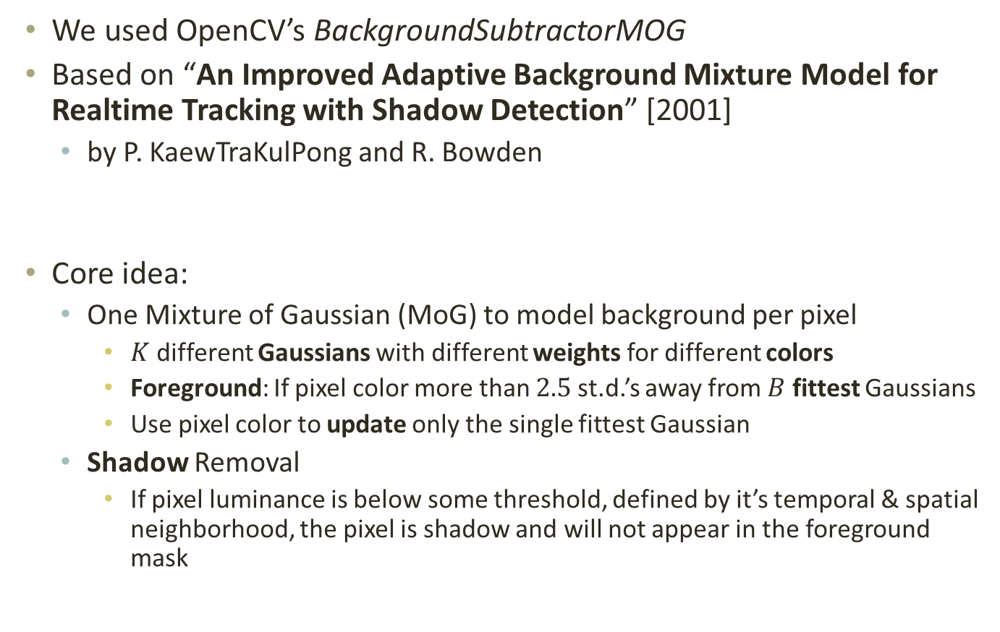 • We used OpenCV’s BackgroundSubtractorMOG
• Based on “An Improved Adaptive Background Mixture Model for
Realtime Tracking with Shadow Detection” [2001]
• by P. KaewTraKulPong and R. Bowden
• Core idea:
• One Mixture of Gaussian (MoG) to model background per pixel
• K different Gaussians with different weights for different colors
• Foreground: If pixel color more than 2.5 st.d.’s away from B fittest Gaussians
• Use pixel color to update only the single fittest Gaussian
• Shadow Removal
• If pixel luminance is below some threshold, defined by it’s temporal & spatial
neighborhood, the pixel is shadow and will not appear in the foreground
mask